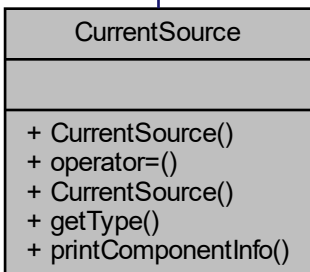 CurrentSource
+ CurrentSource()
+ operator=()
+ CurrentSource()
+ getType()
+ printComponentInfo()